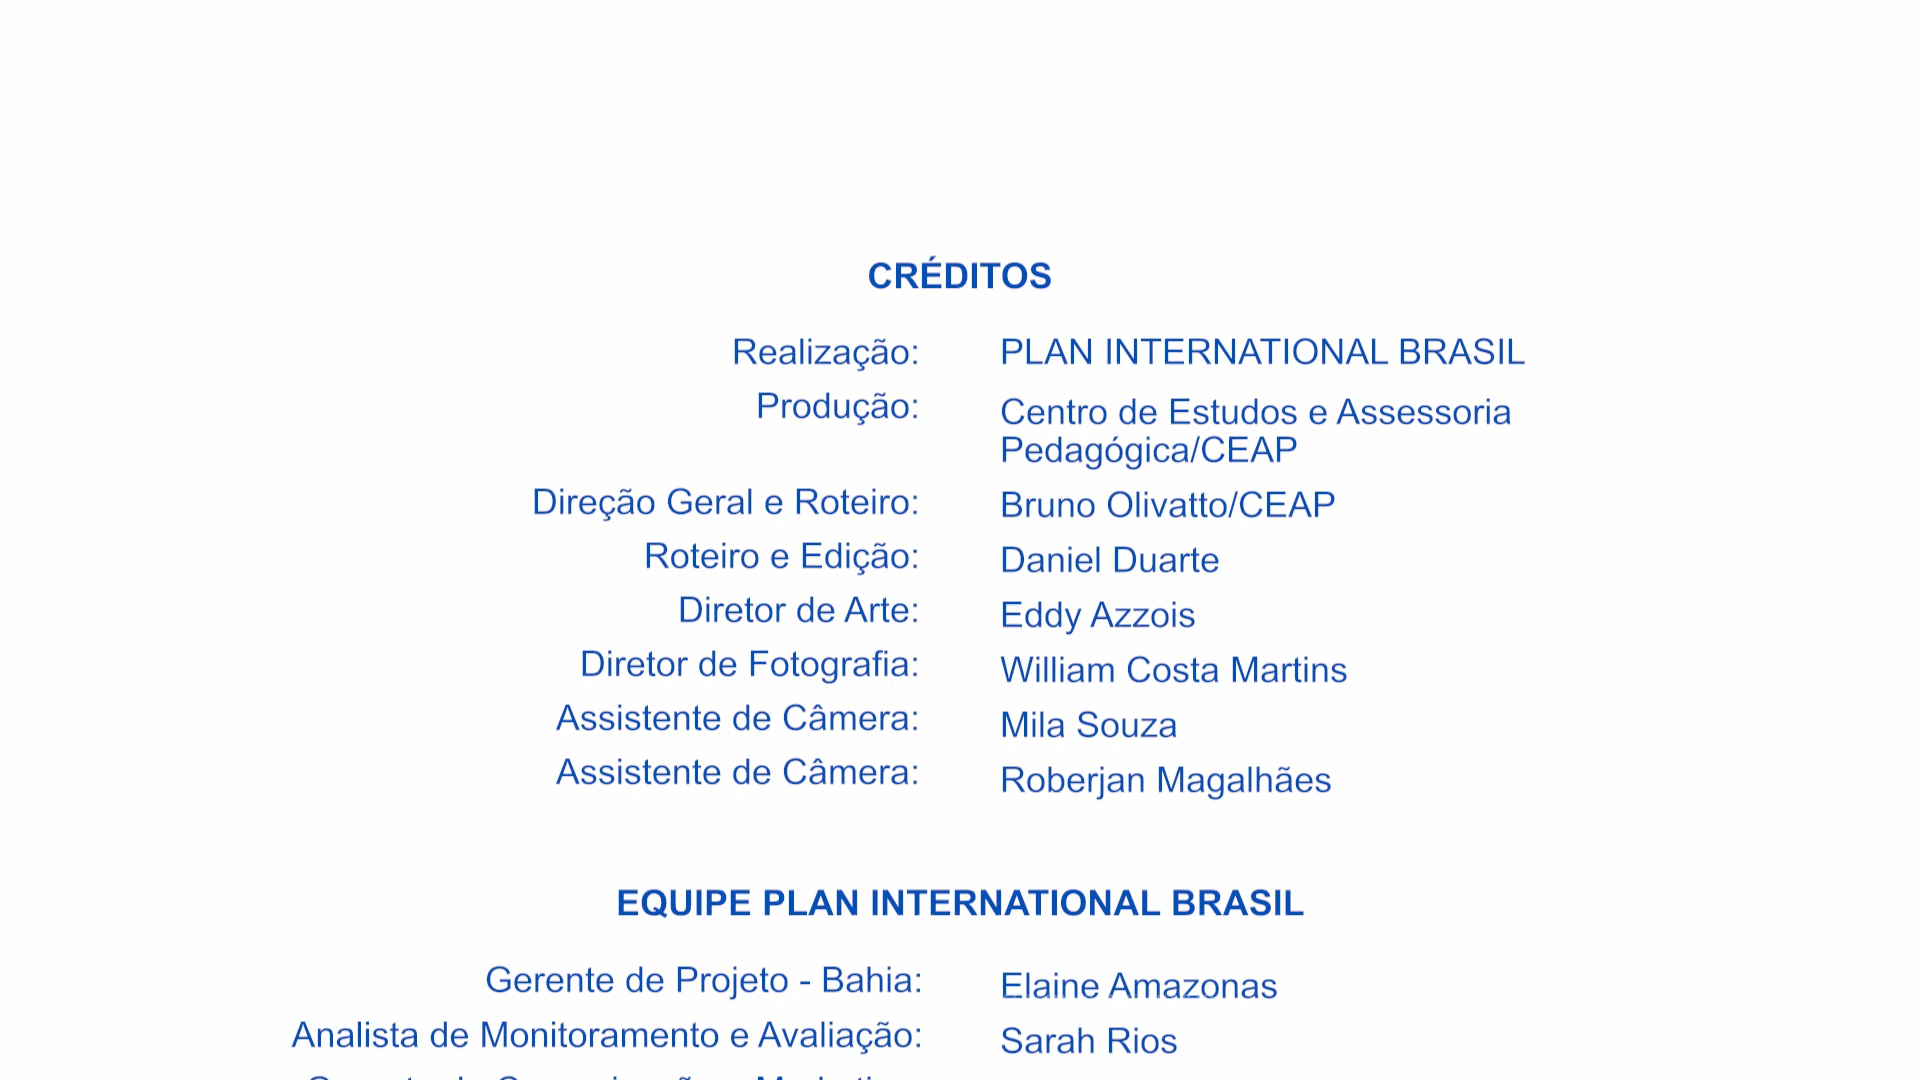 CRÉDITOS
Realização: PLAN INTERNATIONAL BRASIL
Produção: Centro de Estudos e Assessoria
Pedagógica/CEAP
Direção Geral e Roteiro: Bruno Olivatto/CEAP
Roteiro e Edição: Daniel Duarte
Diretor de Arte: Eddy Azzois
Diretor de Fotografia: William Costa Martins
Assistente de Câmera: Mila Souza
Assistente de Câmera: Roberjan Magalhães
EQUIPE PLAN INTERNATIONAL BRASIL
Gerente de Projeto - Bahia: Elaine Amazonas
Analista de Monitoramento e Avaliação: Sarah Rios